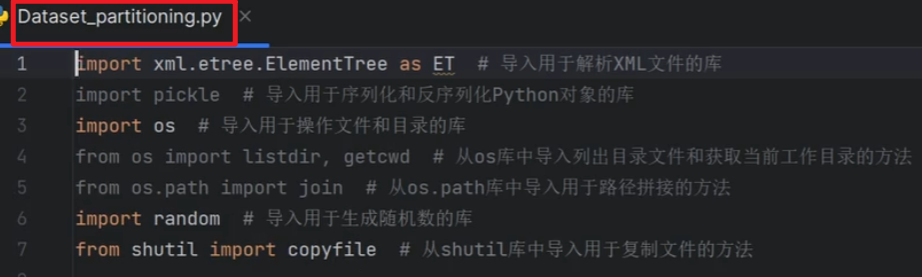 Dataset_partitioning.py ×
1 import xml.etree.ElementTree as ET # 导入用于解析XML文件的库
2 import pickle # 导入用于序列化和反序列化Python对象的库
3 import os # 导入用于操作文件和目录的库
4 from os import listdir, getcwd # 从os库中导入列出目录文件和获取当前工作目录的方法
5 from os.path import join # 从os.path库中导入用于路径拼接的方法
6 import random # 导入用于生成随机数的库
7 from shutil import copyfile # 从shutil库中导入用于复制文件的方法